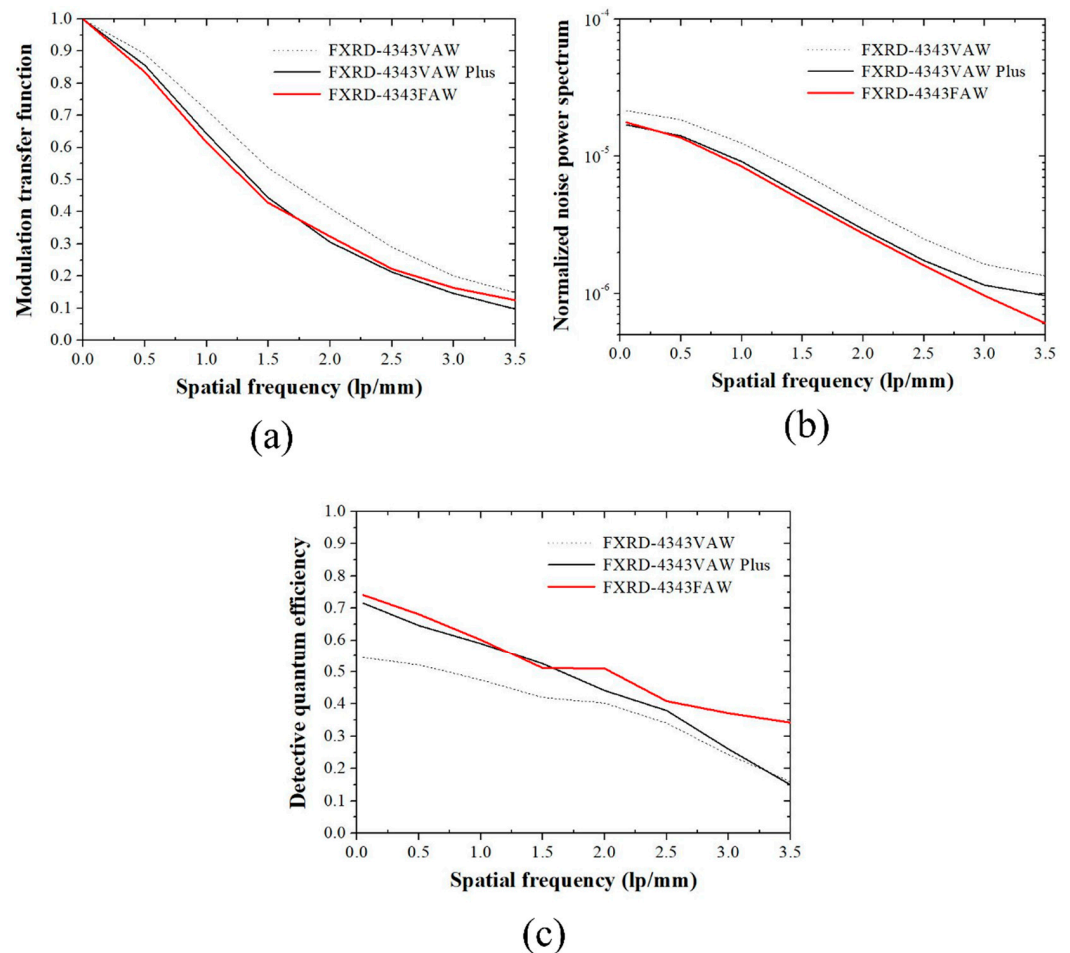 1.0
0.9
0.8
0.7
0.6
0.5
0.4
0.3
0.2
0.1
0.0
Modulation transfer function
FXRD-4343VAW
FXRD-4343VAW Plus
FXRD-4343FAW
0.0 0.5 1.0 1.5 2.0 2.5 3.0 3.5
Spatial frequency (lp/mm)
(a)
10-4
10-5
10-6
Normalized noise power spectrum
FXRD-4343VAW
FXRD-4343VAW Plus
FXRD-4343FAW
0.0 0.5 1.0 1.5 2.0 2.5 3.0 3.5
Spatial frequency (lp/mm)
(b)
1.0
0.9
0.8
0.7
0.6
0.5
0.4
0.3
0.2
0.1
0.0
Detective quantum efficiency
FXRD-4343VAW
FXRD-4343VAW Plus
FXRD-4343FAW
0.0 0.5 1.0 1.5 2.0 2.5 3.0 3.5
Spatial frequency (lp/mm)
(c)